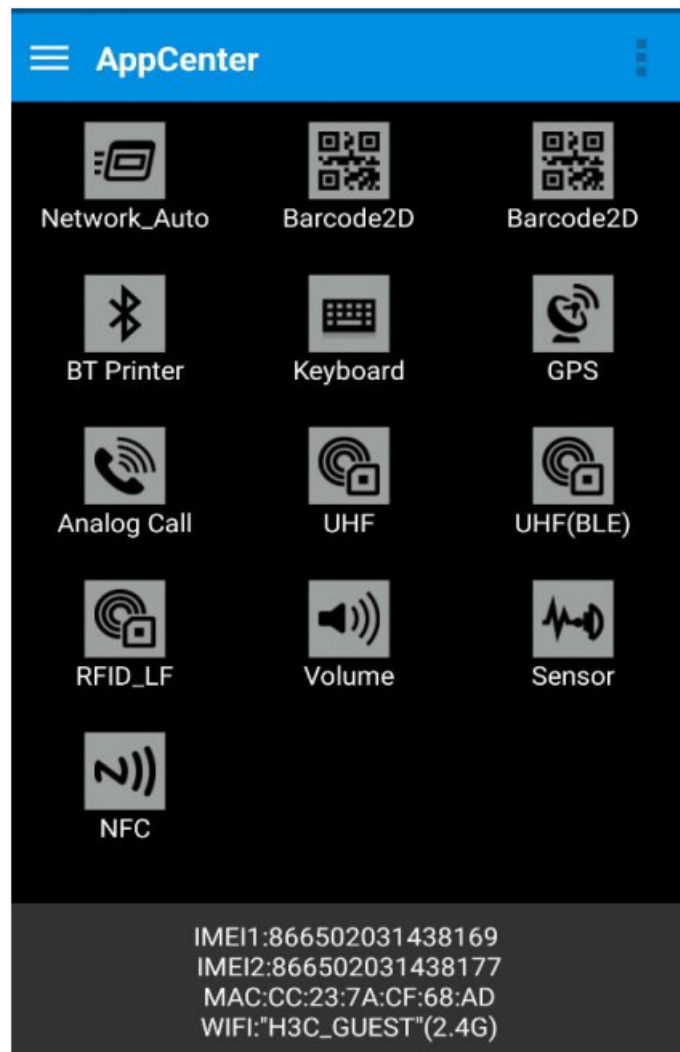 AppCenter
Network_Auto
Barcode2D
Barcode2D
BT Printer
Keyboard
GPS
Analog Call
UHF
UHF(BLE)
RFID_LF
Volume
Sensor
NFC
IMEI1:866502031438169
IMEI2:866502031438177
MAC:CC:23:7A:CF:68:AD
WIFI:"H3C_GUEST"(2.4G)